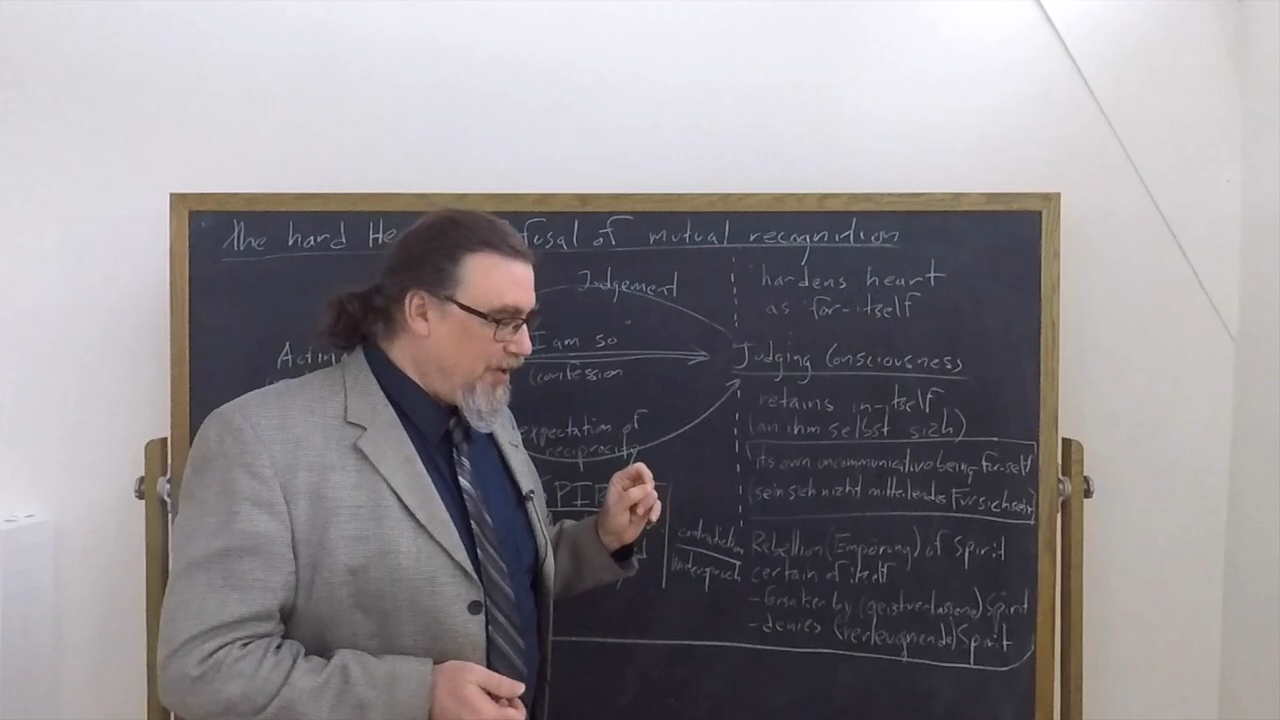 The hard He fusal of mutual recognition
Judgement
hardens heart
as for-itself
Actin
"I am so"
Judging Consciousness
confession
retains in-itself
(an ihm selbst sich)
expectation of
reciprocity
its own uncommunicative being-for-self
(sein sich nicht mitteilendes Fürsichsein)
SPIRIT
contradiction
Widerspruch
Rebellion (Empörung) of Spirit
certain of itself
-forsaken by (geistverlassene) Spirit
-denies (verleugnende) Spirit